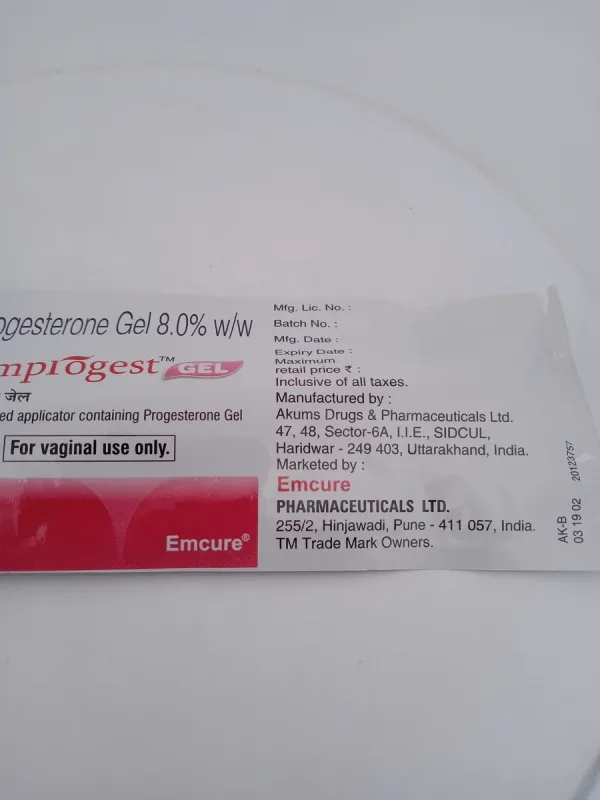 ogesterone Gel 8.0% w/w
mprogest™ GEL
जेल
ed applicator containing Progesterone Gel
For vaginal use only.
Emcure®
Mfg. Lic. No. :
Batch No. :
Mfg. Date :
Expiry Date :
Maximum
retail price ₹ :
Inclusive of all taxes.
Manufactured by :
Akums Drugs & Pharmaceuticals Ltd.
47, 48, Sector-6A, I.I.E., SIDCUL,
Haridwar - 249 403, Uttarakhand, India.
Marketed by :
Emcure
PHARMACEUTICALS LTD.
255/2, Hinjawadi, Pune - 411 057, India.
TM Trade Mark Owners.
AK-B
03 19 02 20123757